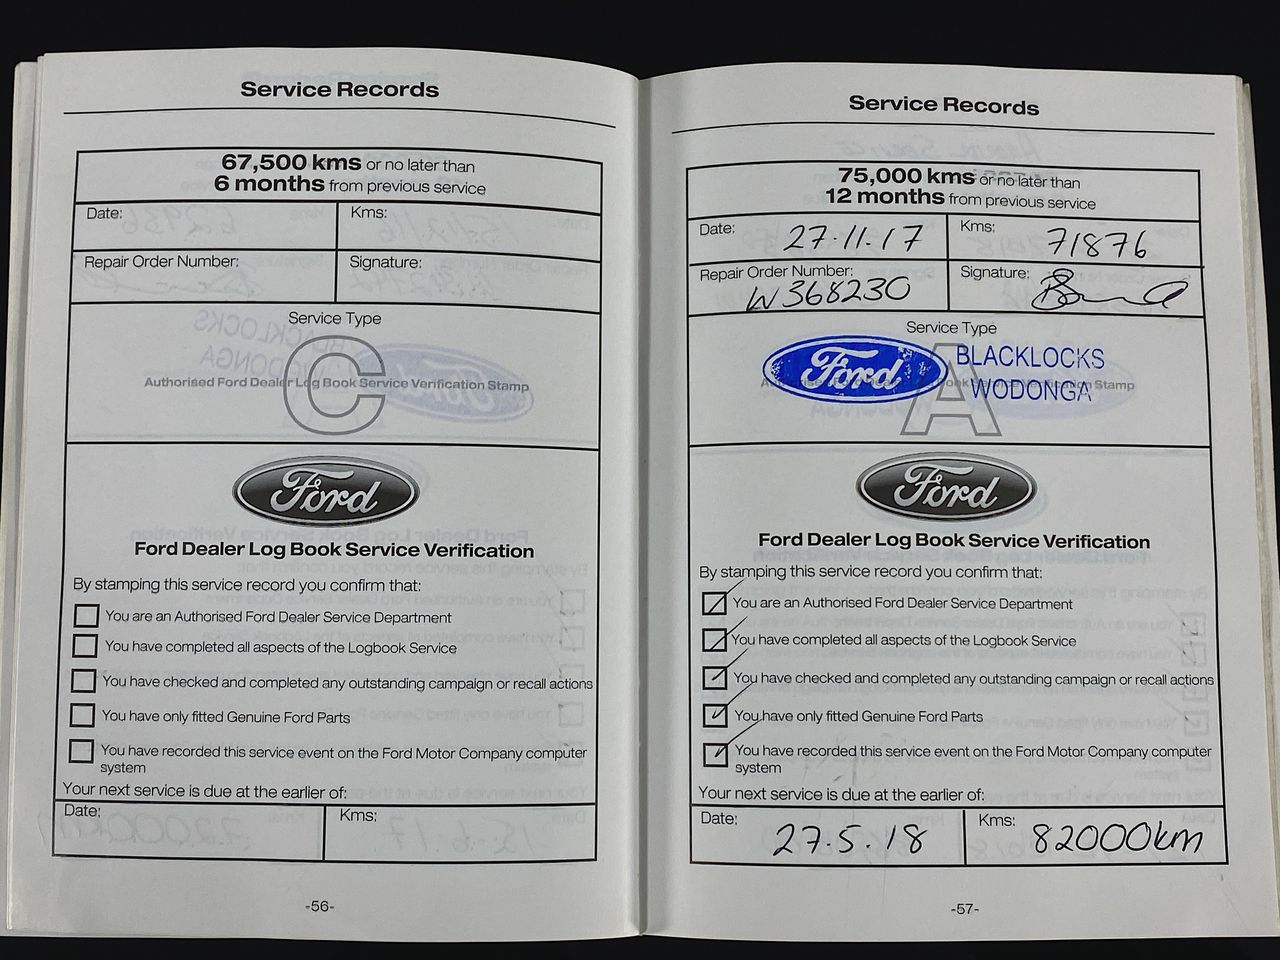 Service Records
67,500 kms or no later than
6 months from previous service
Date:
Kms:
Repair Order Number:
Signature:
Service Type
C
Authorised Ford Dealer Log Book Service Verification Stamp
Ford
Ford Dealer Log Book Service Verification
By stamping this service record you confirm that:
You are an Authorised Ford Dealer Service Department
You have completed all aspects of the Logbook Service
You have checked and completed any outstanding campaign or recall actions
You have only fitted Genuine Ford Parts
You have recorded this service event on the Ford Motor Company computer
system
Your next service is due at the earlier of:
Date:
Kms:
-56-
Service Records
75,000 kms or no later than
12 months from previous service
Date: 27.11.17
Kms: 71876
Repair Order Number: W368230
Signature:
Service Type
A
Ford BLACKLOCKS
WODONGA
Stamp
Ford
Ford Dealer Log Book Service Verification
By stamping this service record you confirm that:
You are an Authorised Ford Dealer Service Department
You have completed all aspects of the Logbook Service
You have checked and completed any outstanding campaign or recall actions
You have only fitted Genuine Ford Parts
You have recorded this service event on the Ford Motor Company computer
system
Your next service is due at the earlier of:
Date: 27.5.18
Kms: 82000km
-57-